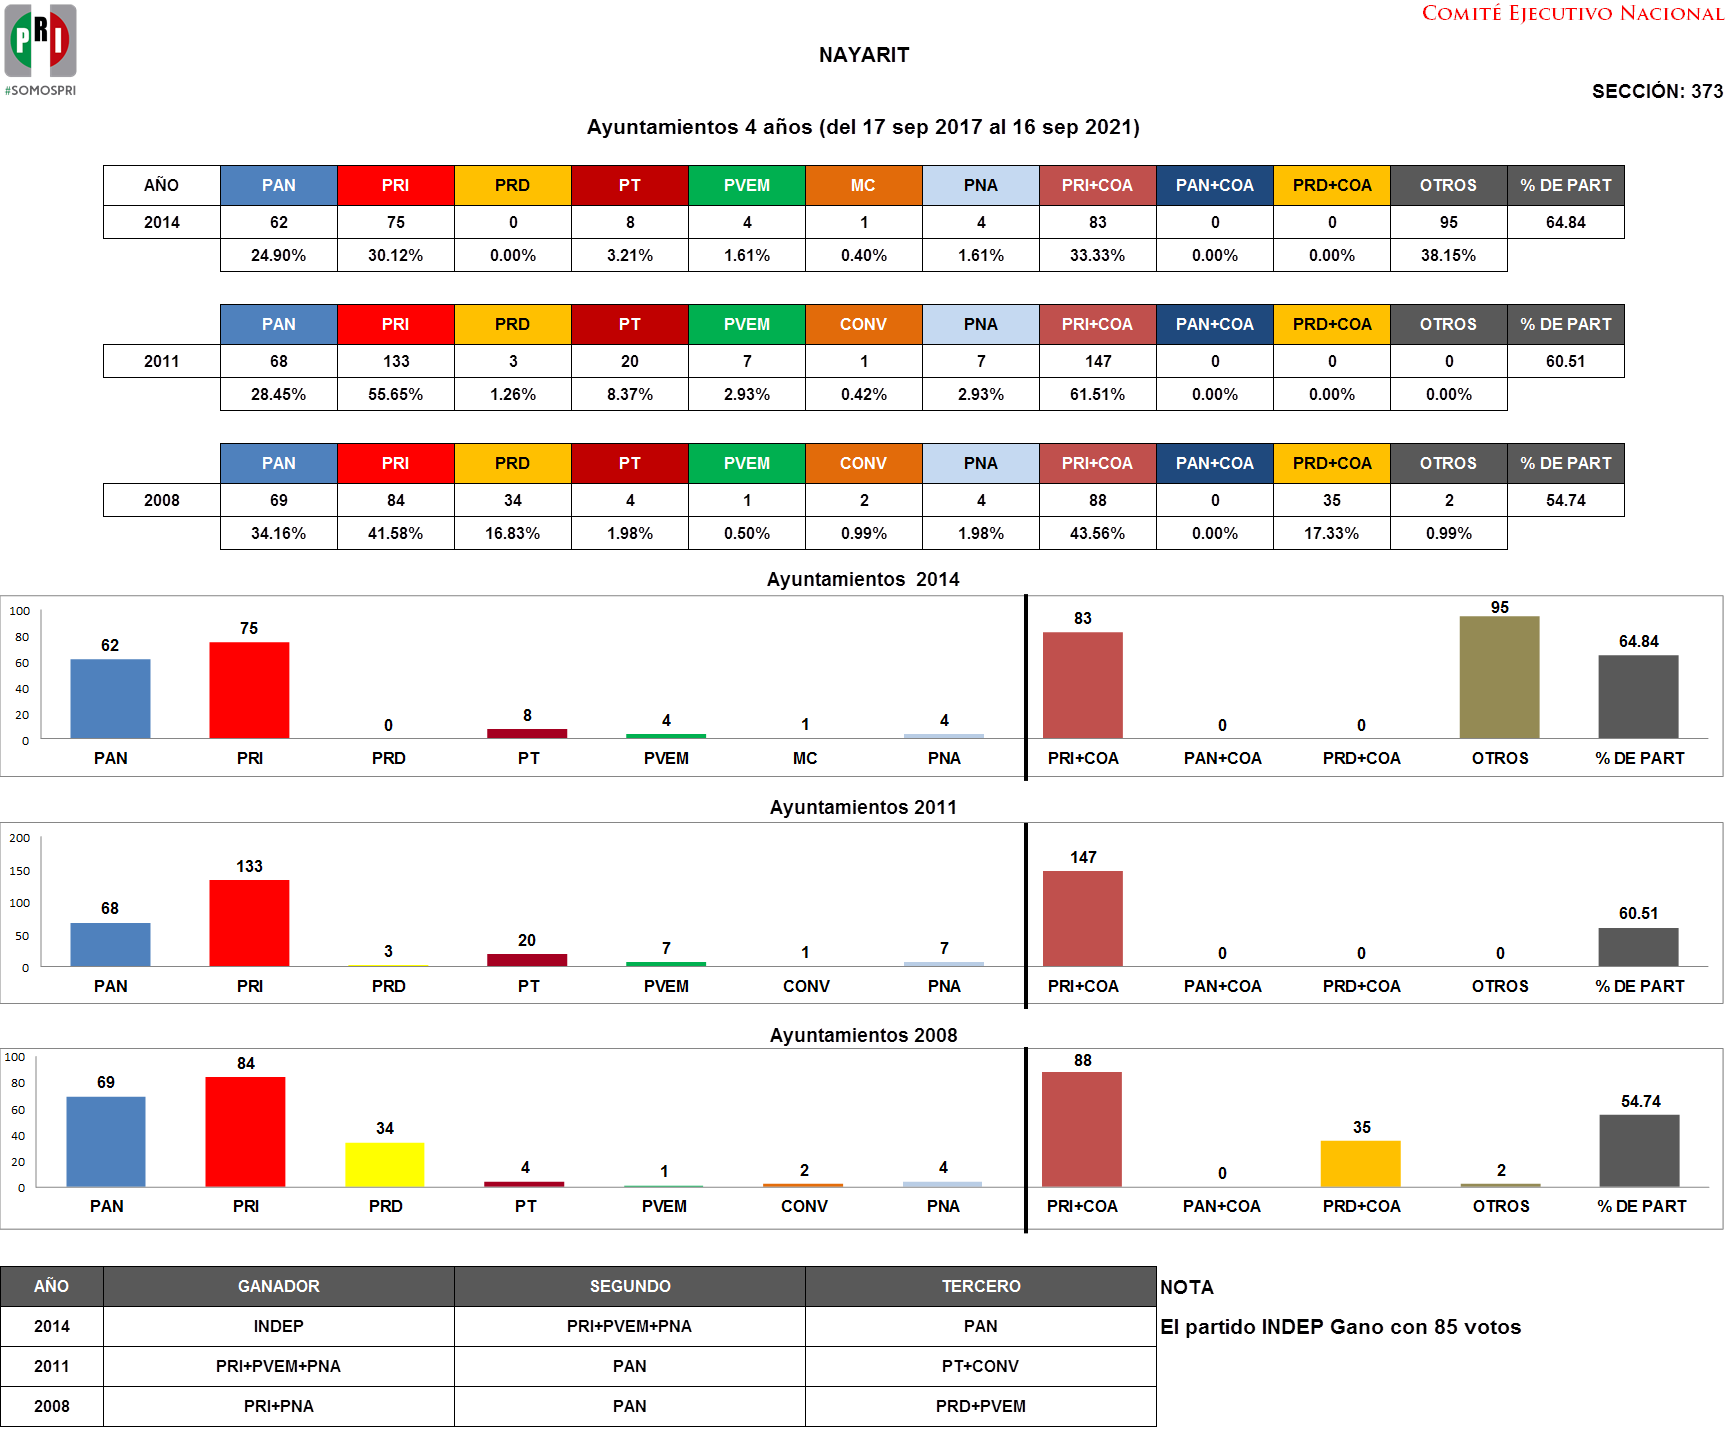 COMITÉ EJECUTIVO NACIONAL
PRI
#SOMOSPRI
NAYARIT
SECCIÓN: 373
Ayuntamientos 4 años (del 17 sep 2017 al 16 sep 2021)
AÑO PAN PRI PRD PT PVEM MC PNA PRI+COA PAN+COA PRD+COA OTROS % DE PART
2014 62 75 0 8 4 1 4 83 0 0 95 64.84
24.90% 30.12% 0.00% 3.21% 1.61% 0.40% 1.61% 33.33% 0.00% 0.00% 38.15%
PAN PRI PRD PT PVEM CONV PNA PRI+COA PAN+COA PRD+COA OTROS % DE PART
2011 68 133 3 20 7 1 7 147 0 0 0 60.51
28.45% 55.65% 1.26% 8.37% 2.93% 0.42% 2.93% 61.51% 0.00% 0.00% 0.00%
PAN PRI PRD PT PVEM CONV PNA PRI+COA PAN+COA PRD+COA OTROS % DE PART
2008 69 84 34 4 1 2 4 88 0 35 2 54.74
34.16% 41.58% 16.83% 1.98% 0.50% 0.99% 1.98% 43.56% 0.00% 17.33% 0.99%
Ayuntamientos 2014
100
80
60
40
20
0
62 75 0 8 4 1 4 83 0 0 95 64.84
PAN PRI PRD PT PVEM MC PNA PRI+COA PAN+COA PRD+COA OTROS % DE PART
Ayuntamientos 2011
200
150
100
50
0
68 133 3 20 7 1 7 147 0 0 0 60.51
PAN PRI PRD PT PVEM CONV PNA PRI+COA PAN+COA PRD+COA OTROS % DE PART
Ayuntamientos 2008
100
80
60
40
20
0
69 84 34 4 1 2 4 88 0 35 2 54.74
PAN PRI PRD PT PVEM CONV PNA PRI+COA PAN+COA PRD+COA OTROS % DE PART
AÑO GANADOR SEGUNDO TERCERO NOTA
2014 INDEP PRI+PVEM+PNA PAN El partido INDEP Gano con 85 votos
2011 PRI+PVEM+PNA PAN PT+CONV
2008 PRI+PNA PAN PRD+PVEM